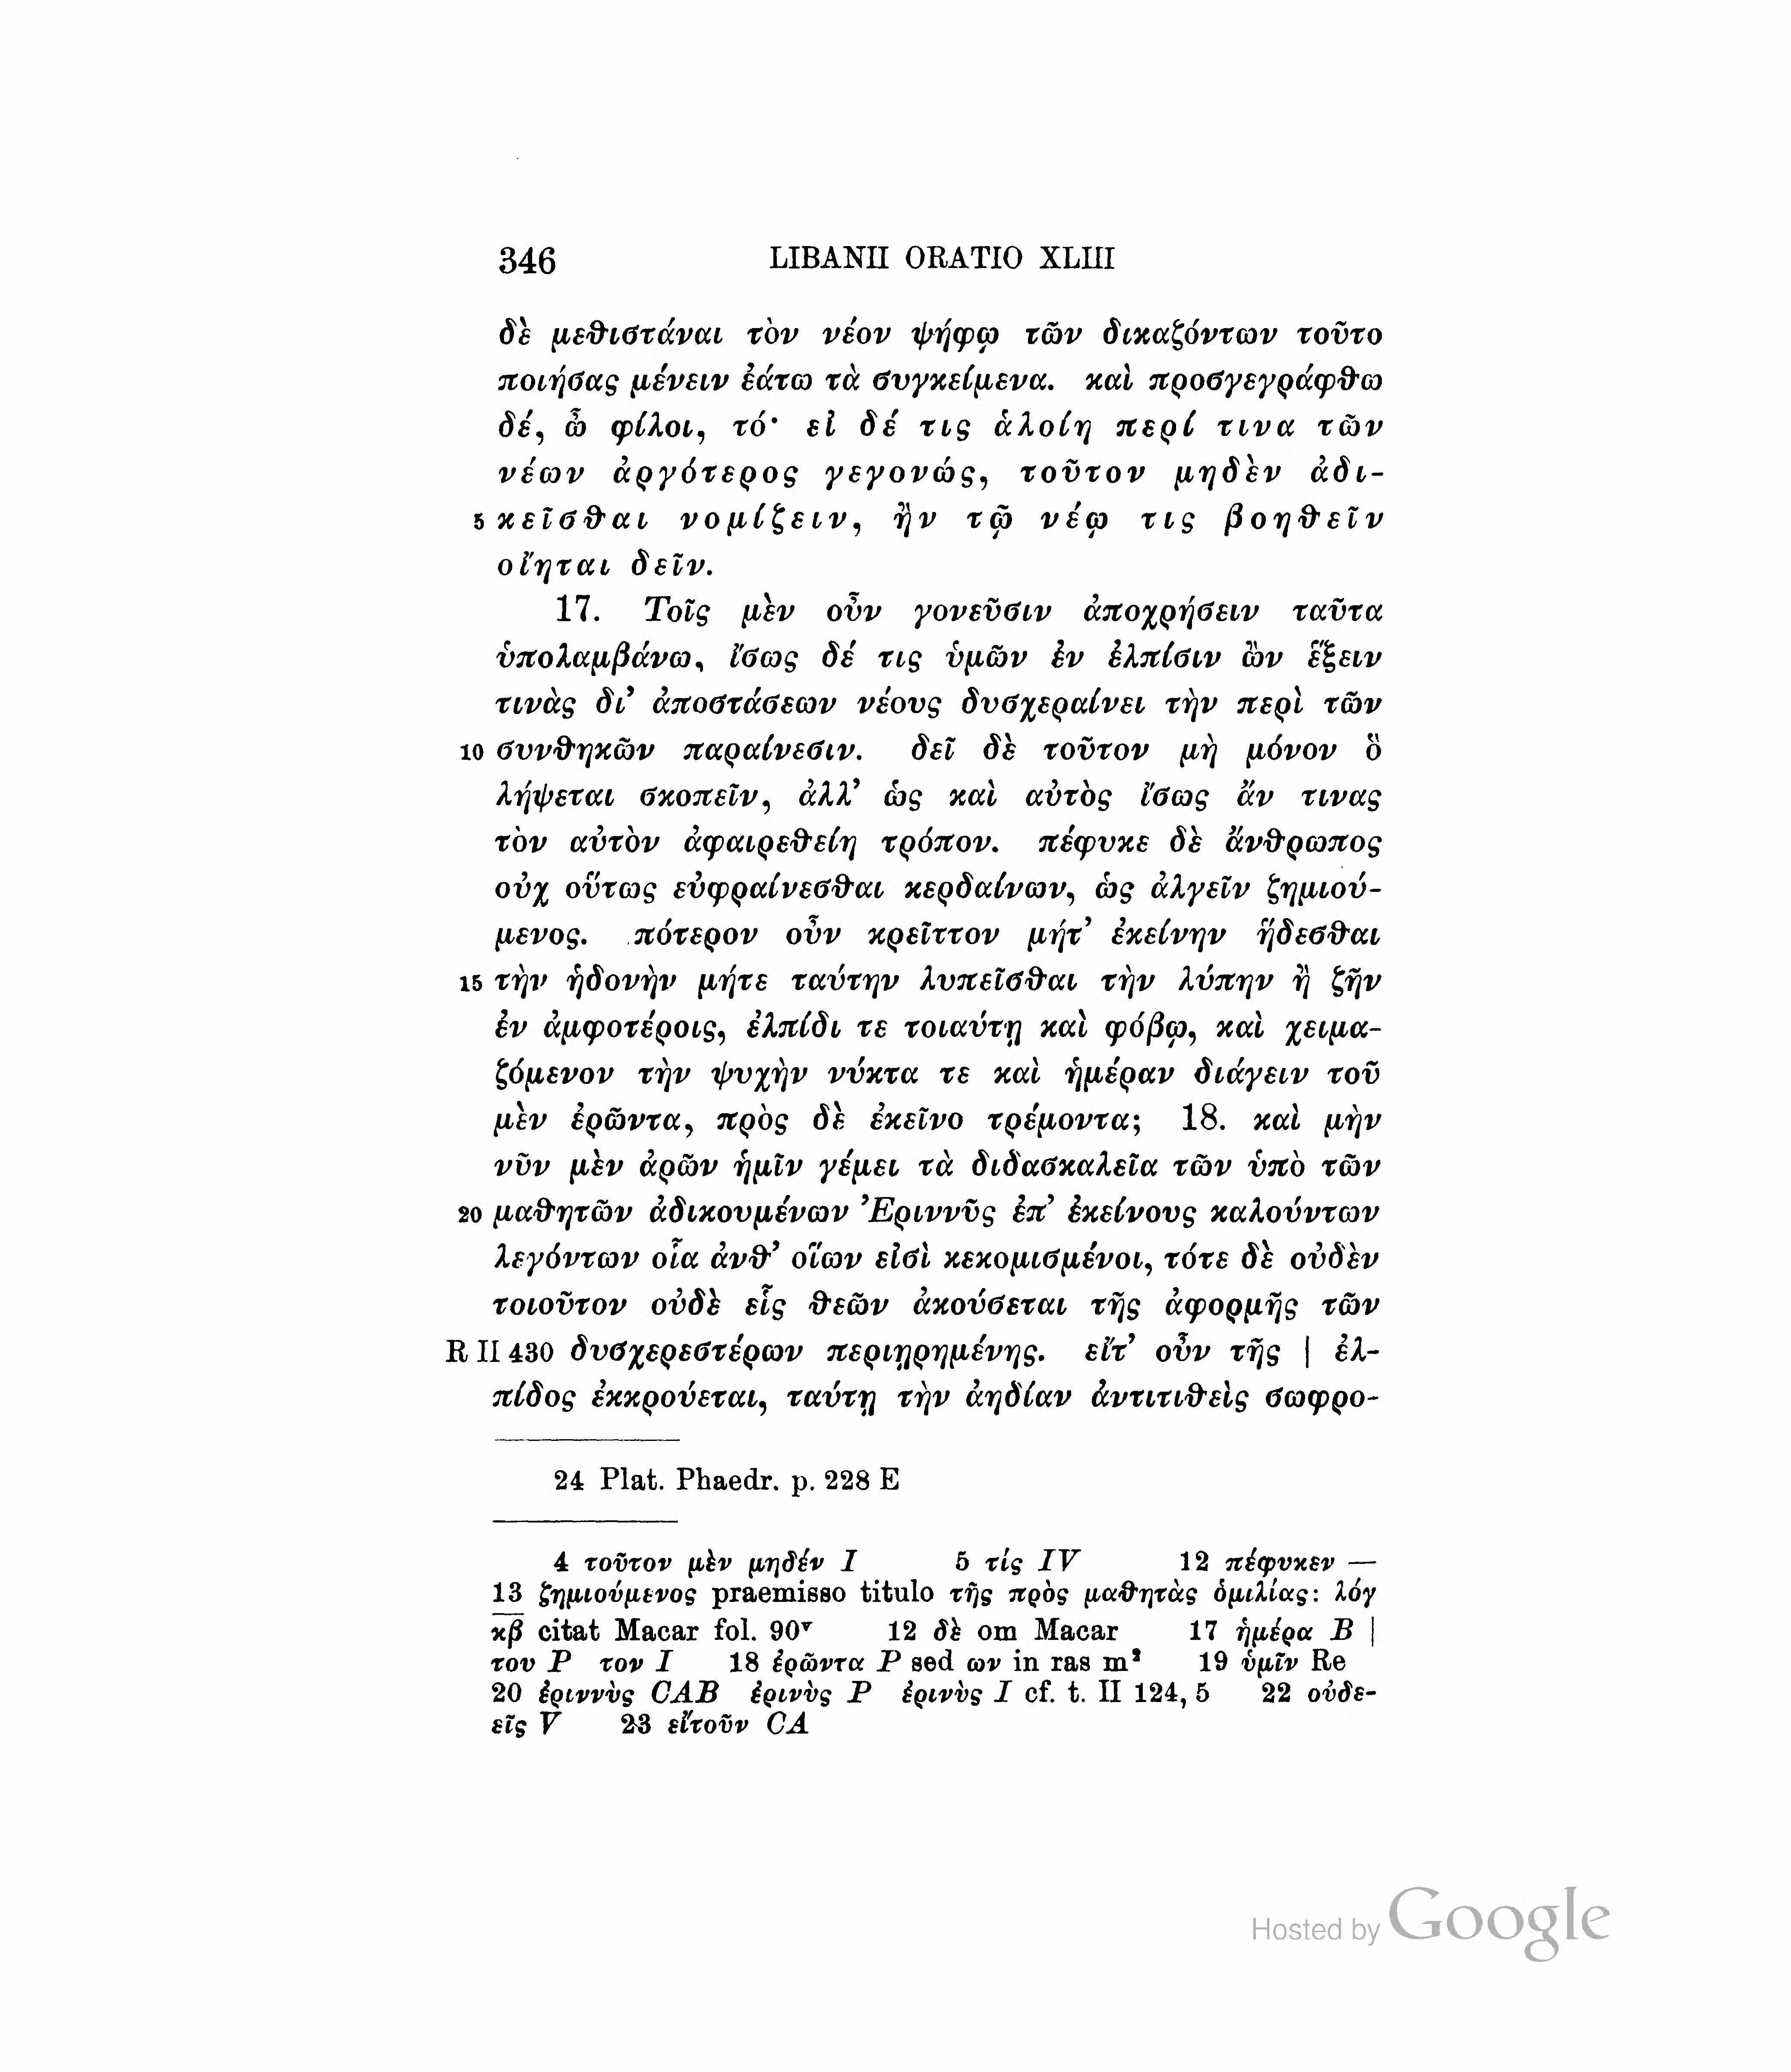 346 LIBANII ORATIO XLIII
δὲ μεθιστάναι τὸν νέον ψήφῳ τῶν δικαζόντων τοῦτο
ποιήσας μένειν ἐάτω τὰ συγκείμενα. καὶ προσγεγράφθω
δέ, ὦ φίλοι, τό· εἰ δέ τις ἁλοίη περί τινα τῶν
νέων ἀργότερος γεγονώς, τοῦτον μηδὲν ἀδι-
5 κεῖσθαι νομίζειν, ἢν τῷ νέῳ τις βοηθεῖν
οἴηται δεῖν.
17. Τοῖς μὲν οὖν γονεῦσιν ἀποχρήσειν ταῦτα
ὑπολαμβάνω, ἴσως δέ τις ὑμῶν ἐν ἐλπίσιν ὢν ἕξειν
τινὰς δι’ ἀποστάσεων νέους δυσχεραίνει τὴν περὶ τῶν
10 συνθηκῶν παραίνεσιν. δεῖ δὲ τοῦτον μὴ μόνον ὃ
λήψεται σκοπεῖν, ἀλλ’ ὡς καὶ αὐτὸς ἴσως ἄν τινας
τὸν αὐτὸν ἀφαιρεθείη τρόπον. πέφυκε δὲ ἄνθρωπος
οὐχ οὕτως εὐφραίνεσθαι κερδαίνων, ὡς ἀλγεῖν ζημιού-
μενος. πότερον οὖν κρεῖττον μήτ’ ἐκείνην ἥδεσθαι
15 τὴν ἡδονὴν μήτε ταύτην λυπεῖσθαι τὴν λύπην ἢ ζῆν
ἐν ἀμφοτέροις, ἐλπίδι τε τοιαύτῃ καὶ φόβῳ, καὶ χειμα-
ζόμενον τὴν ψυχὴν νύκτα τε καὶ ἡμέραν διάγειν τοῦ
μὲν ἐρῶντα, πρὸς δὲ ἐκεῖνο τρέμοντα; 18. καὶ μὴν
νῦν μὲν ἀρῶν ἡμῖν γέμει τὰ διδασκαλεῖα τῶν ὑπὸ τῶν
20 μαθητῶν ἀδικουμένων Ἐριννῦς ἐπ’ ἐκείνους καλούντων
λεγόντων οἷα ἀνθ’ οἵων εἰσὶ κεκομισμένοι, τότε δὲ οὐδὲν
τοιοῦτον οὐδὲ εἷς θεῶν ἀκούσεται τῆς ἀφορμῆς τῶν
R II 430 δυσχερεστέρων περιῃρημένης. εἴτ’ οὖν τῆς | ἐλ-
πίδος ἐκκρούεται, ταύτῃ τὴν ἀηδίαν ἀντιτιθεὶς σωφρο-
24 Plat. Phaedr. p. 228 E
4 τοῦτον μὲν μηδέν I 5 τίς IV 12 πέφυκεν —
13 ζημιούμενος praemisso titulo τῆς πρὸς μαθητὰς ὁμιλίας: λόγ
κβ citat Macar fol. 90ᵛ 12 δὲ om Macar 17 ἡμέρα B |
του P τον I 18 ἐρῶντα P sed ων in ras m² 19 ὑμῖν Re
20 ἐριννὺς CAB ἐρινὺς P ἐρινὺς I cf. t. II 124, 5 22 οὐδε-
εῖς V 23 εἴτοῦν CA
Hosted by Google